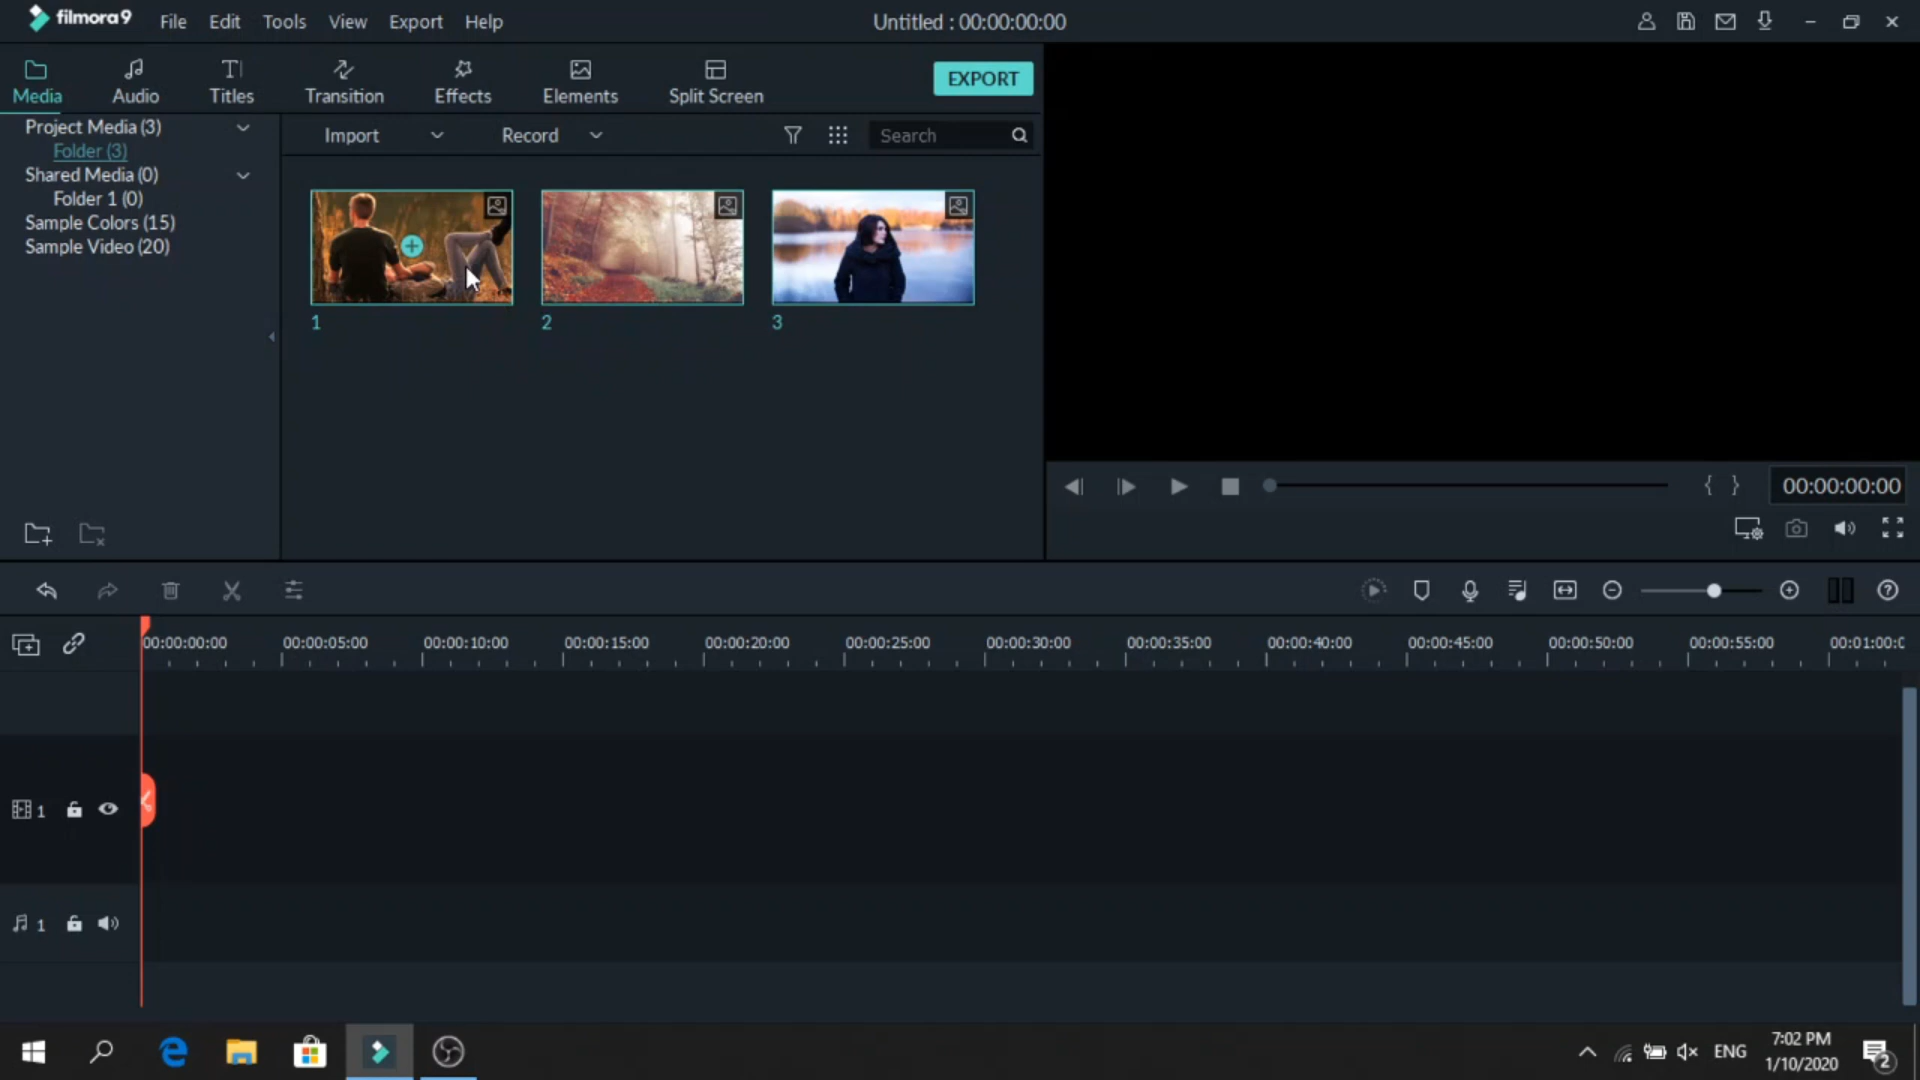 filmora9 File Edit Tools View Export Help Untitled : 00:00:00:00
Media Audio Titles Transition Effects Elements Split Screen EXPORT
Project Media (3)
Folder (3)
Shared Media (0)
Folder 1 (0)
Sample Colors (15)
Sample Video (20)
Import Record Search
1 2 3
{ } 00:00:00:00
00:00:00:00 00:00:05:00 00:00:10:00 00:00:15:00 00:00:20:00 00:00:25:00 00:00:30:00 00:00:35:00 00:00:40:00 00:00:45:00 00:00:50:00 00:00:55:00 00:01:00:0
1
1
ENG 7:02 PM
1/10/2020 2